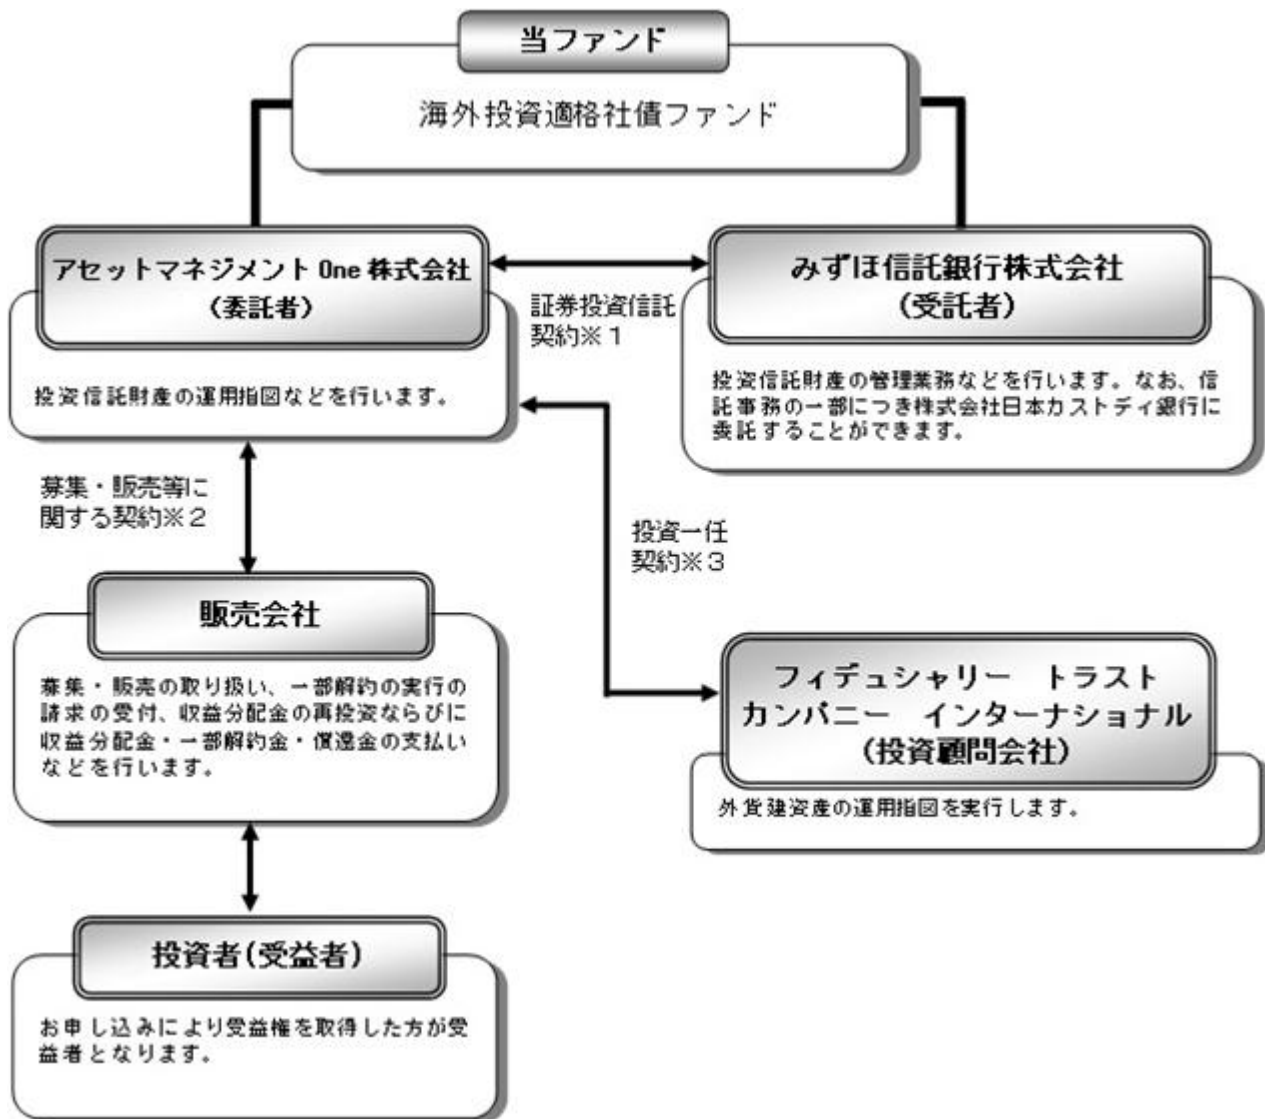 当ファンド
海外投資適格社債ファンド
アセットマネジメント One 株式会社
(委託者)
投資信託財産の運用指図などを行います。
証券投資信託
契約※1
みずほ信託銀行株式会社
(受託者)
投資信託財産の管理業務などを行います。なお、信
託事務の一部につき株式会社日本カストディ銀行に
委託することができます。
募集・販売等に
関する契約※2
投資一任
契約※3
販売会社
募集・販売の取り扱い、一部解約の実行の
請求の受付、収益分配金の再投資ならびに
収益分配金・一部解約金・償還金の支払い
などを行います。
フィデュシャリー　トラスト
カンパニー　インターナショナル
(投資顧問会社)
外貨建資産の運用指図を実行します。
投資者(受益者)
お申し込みにより受益権を取得した方が受
益者となります。